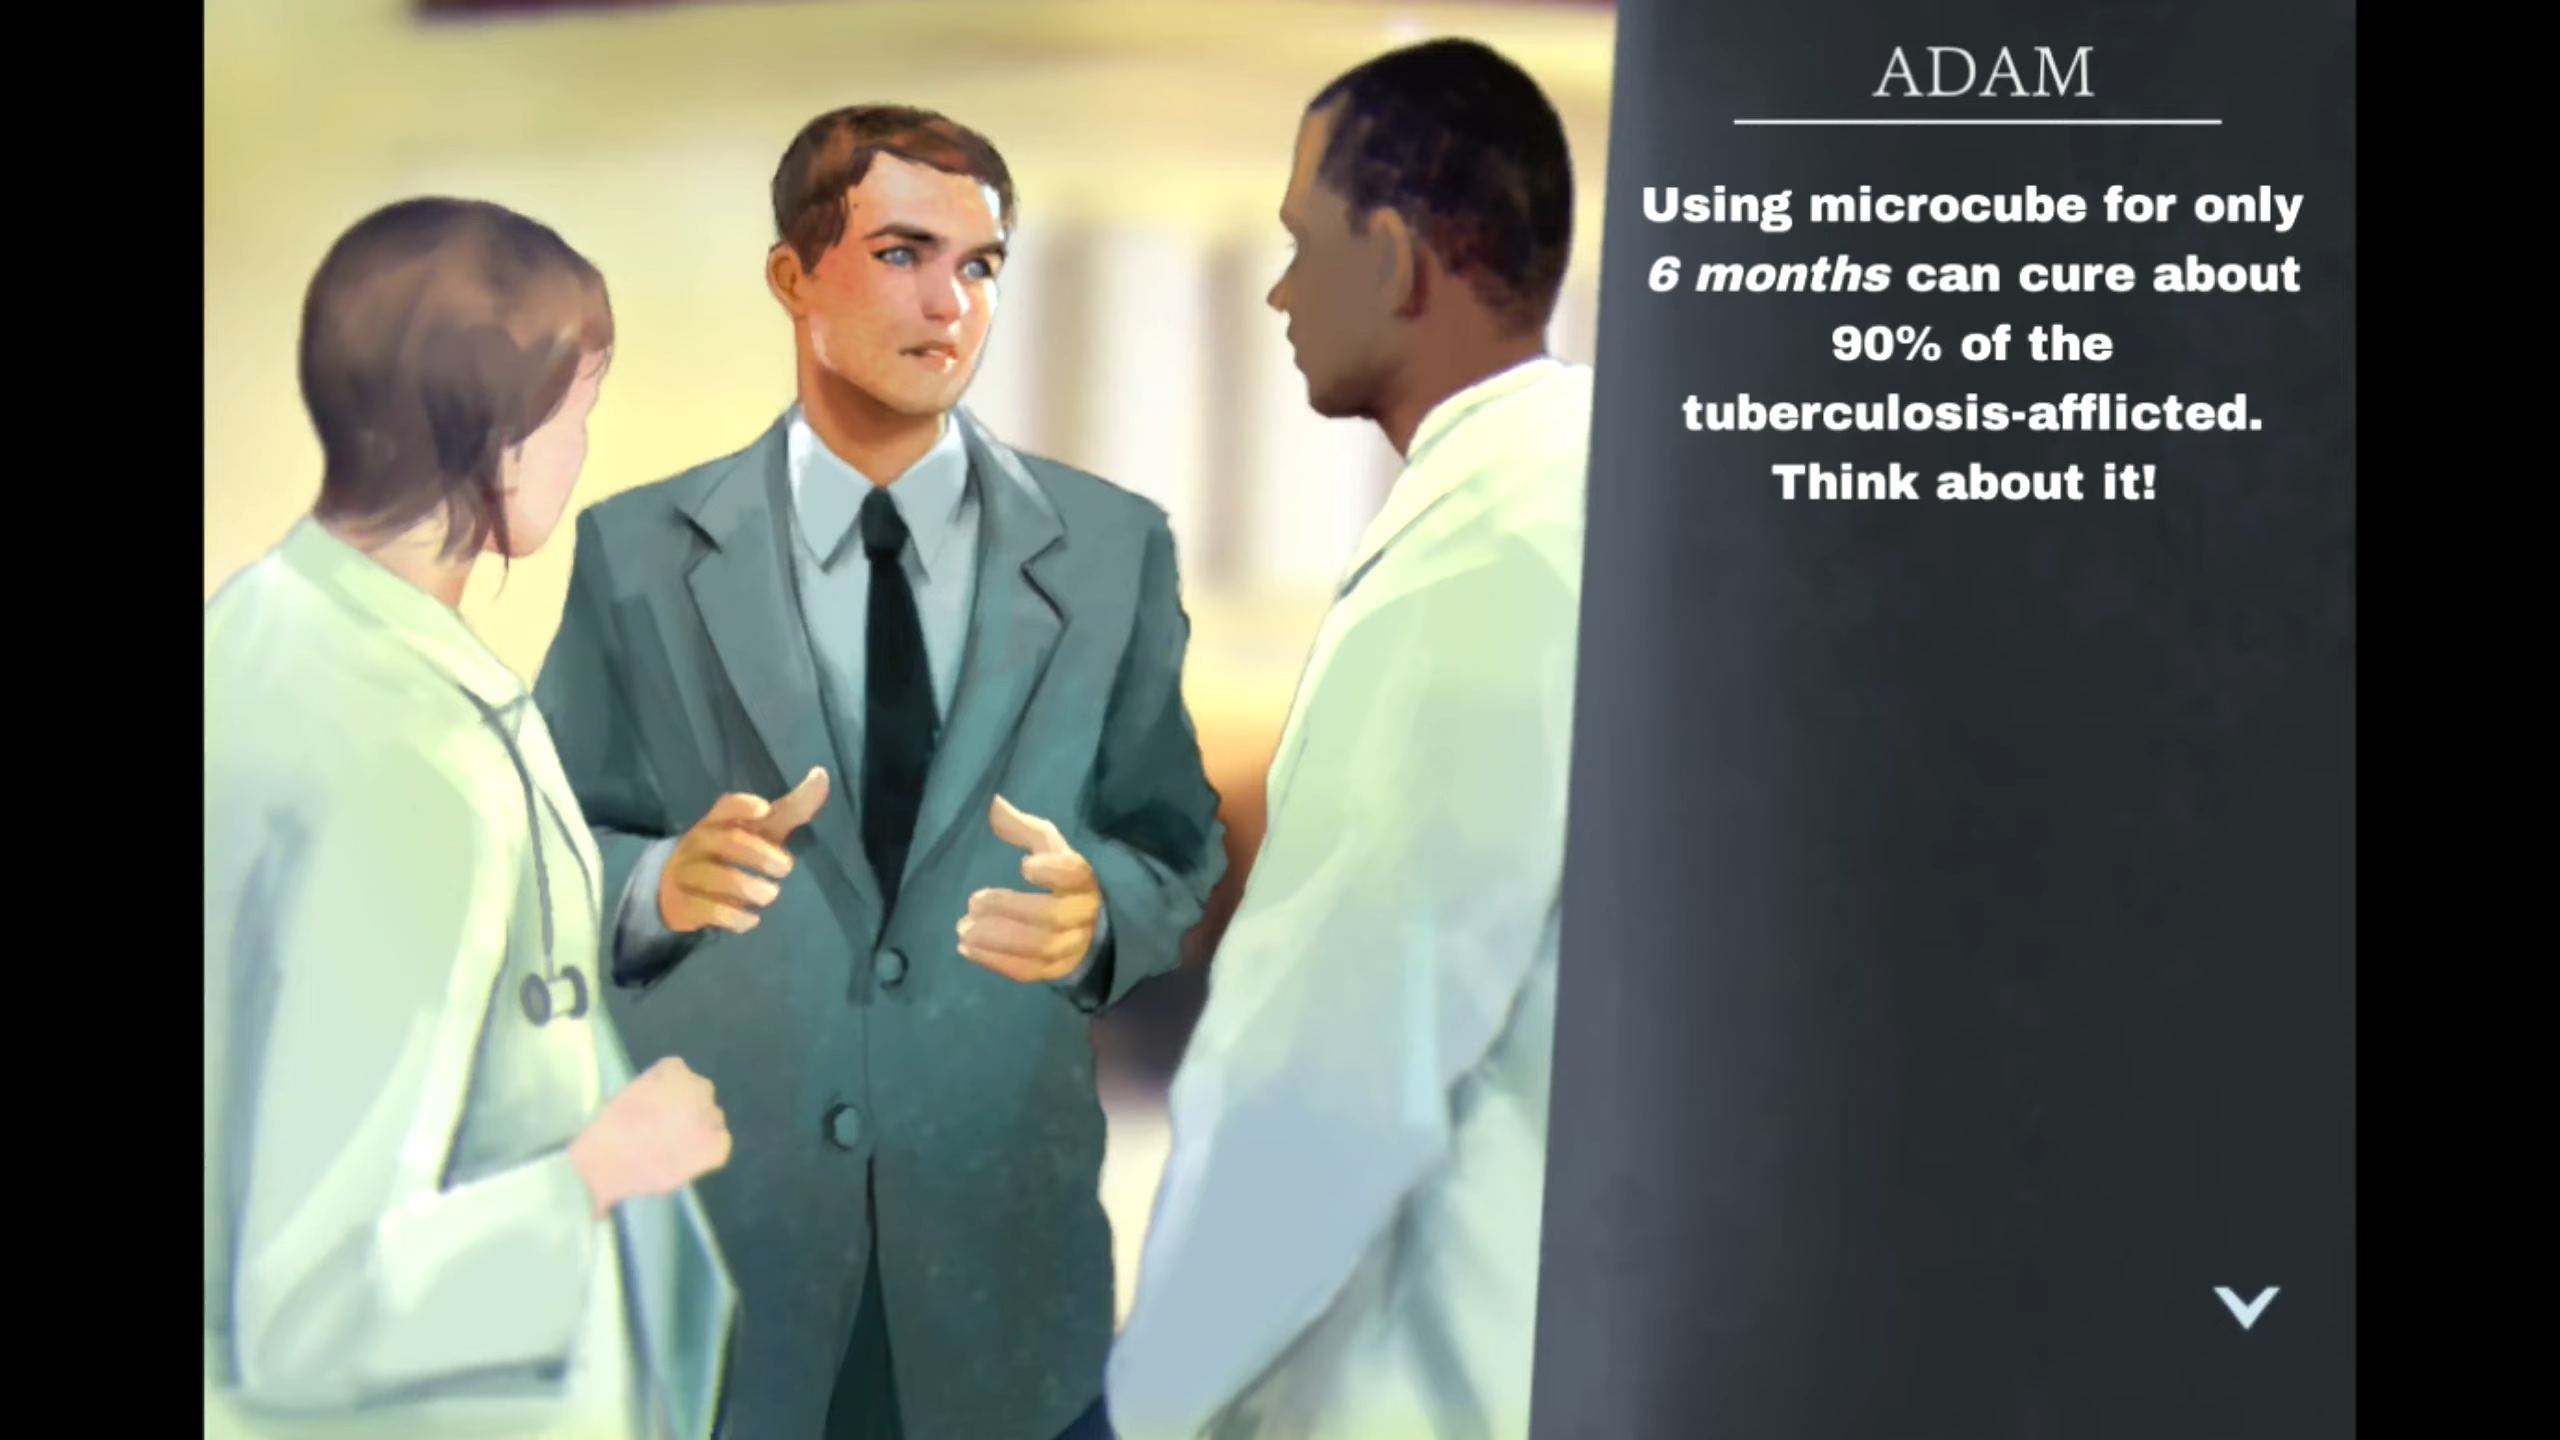 ADAM
Using microcube for only
6 months can cure about
90% of the
tuberculosis-afflicted.
Think about it!